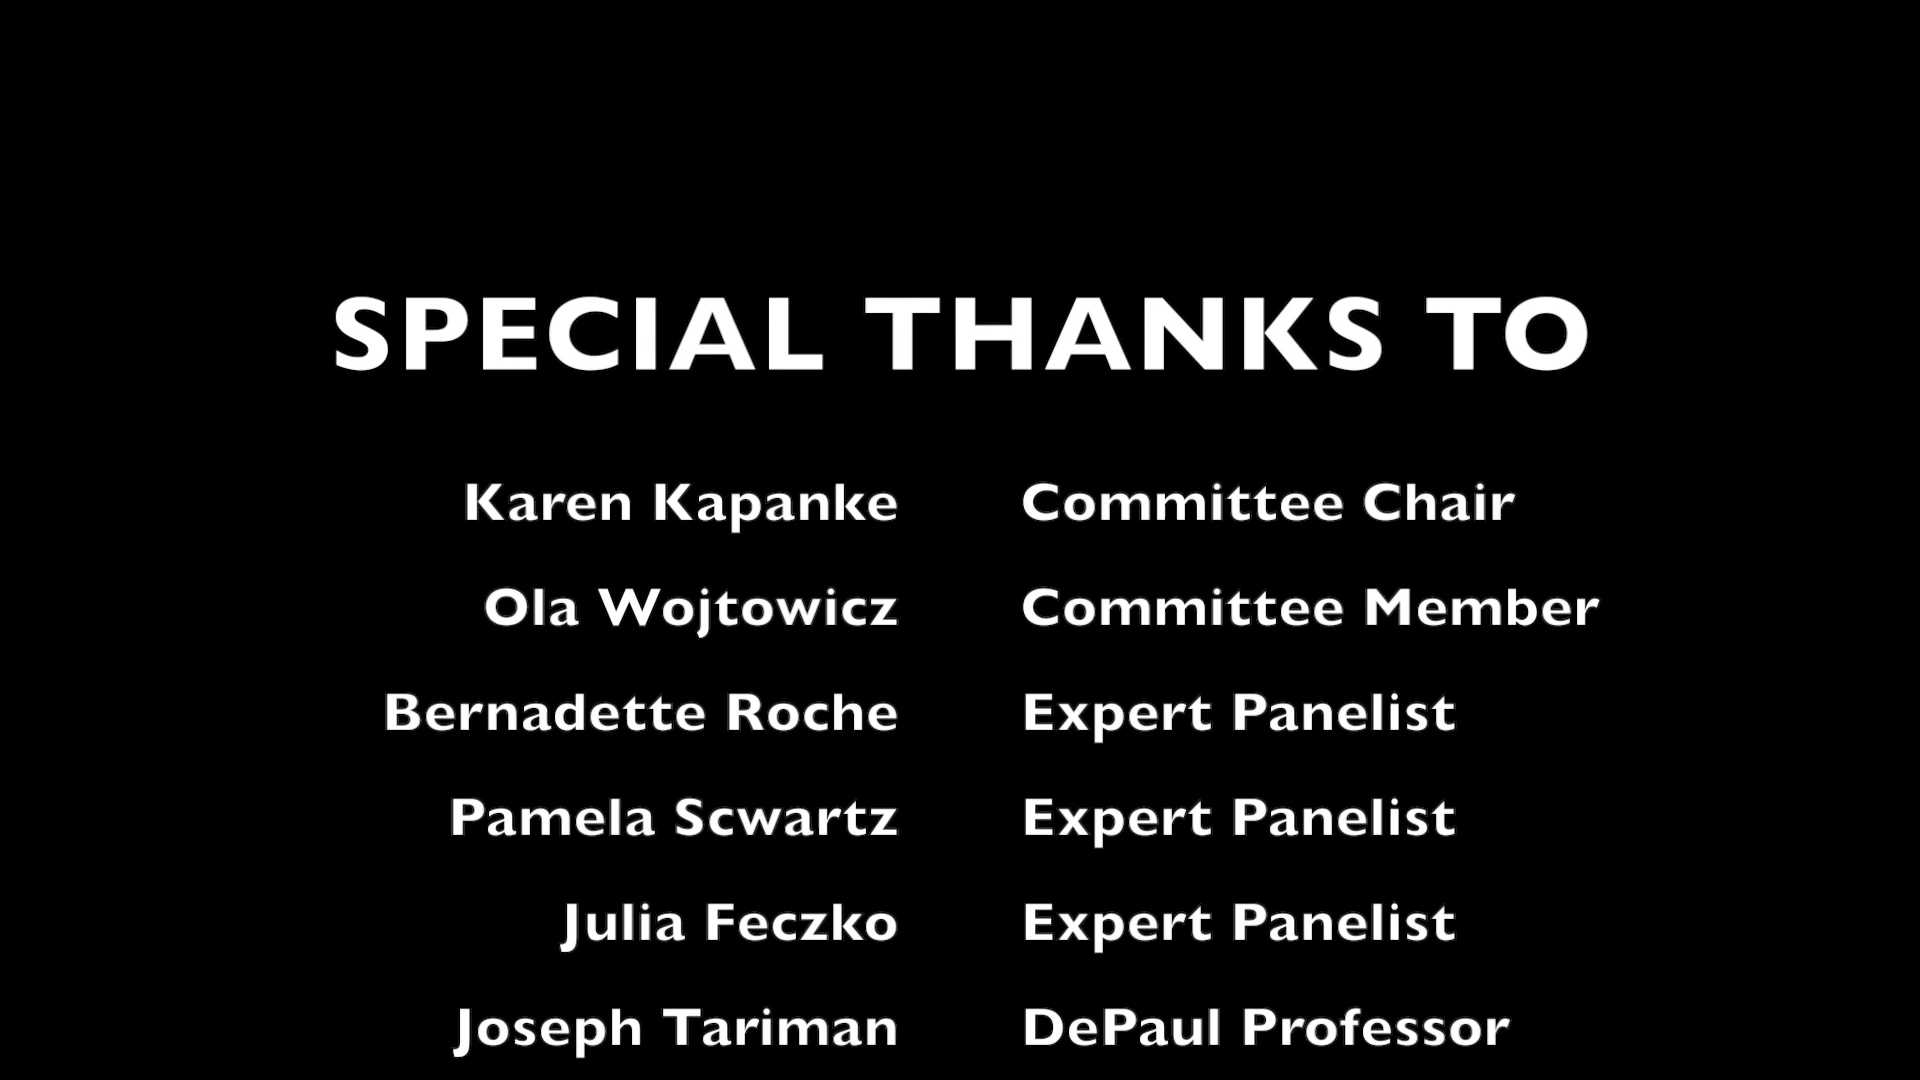 SPECIAL THANKS TO
Karen Kapanke Committee Chair
Ola Wojtowicz Committee Member
Bernadette Roche Expert Panelist
Pamela Scwartz Expert Panelist
Julia Feczko Expert Panelist
Joseph Tariman DePaul Professor